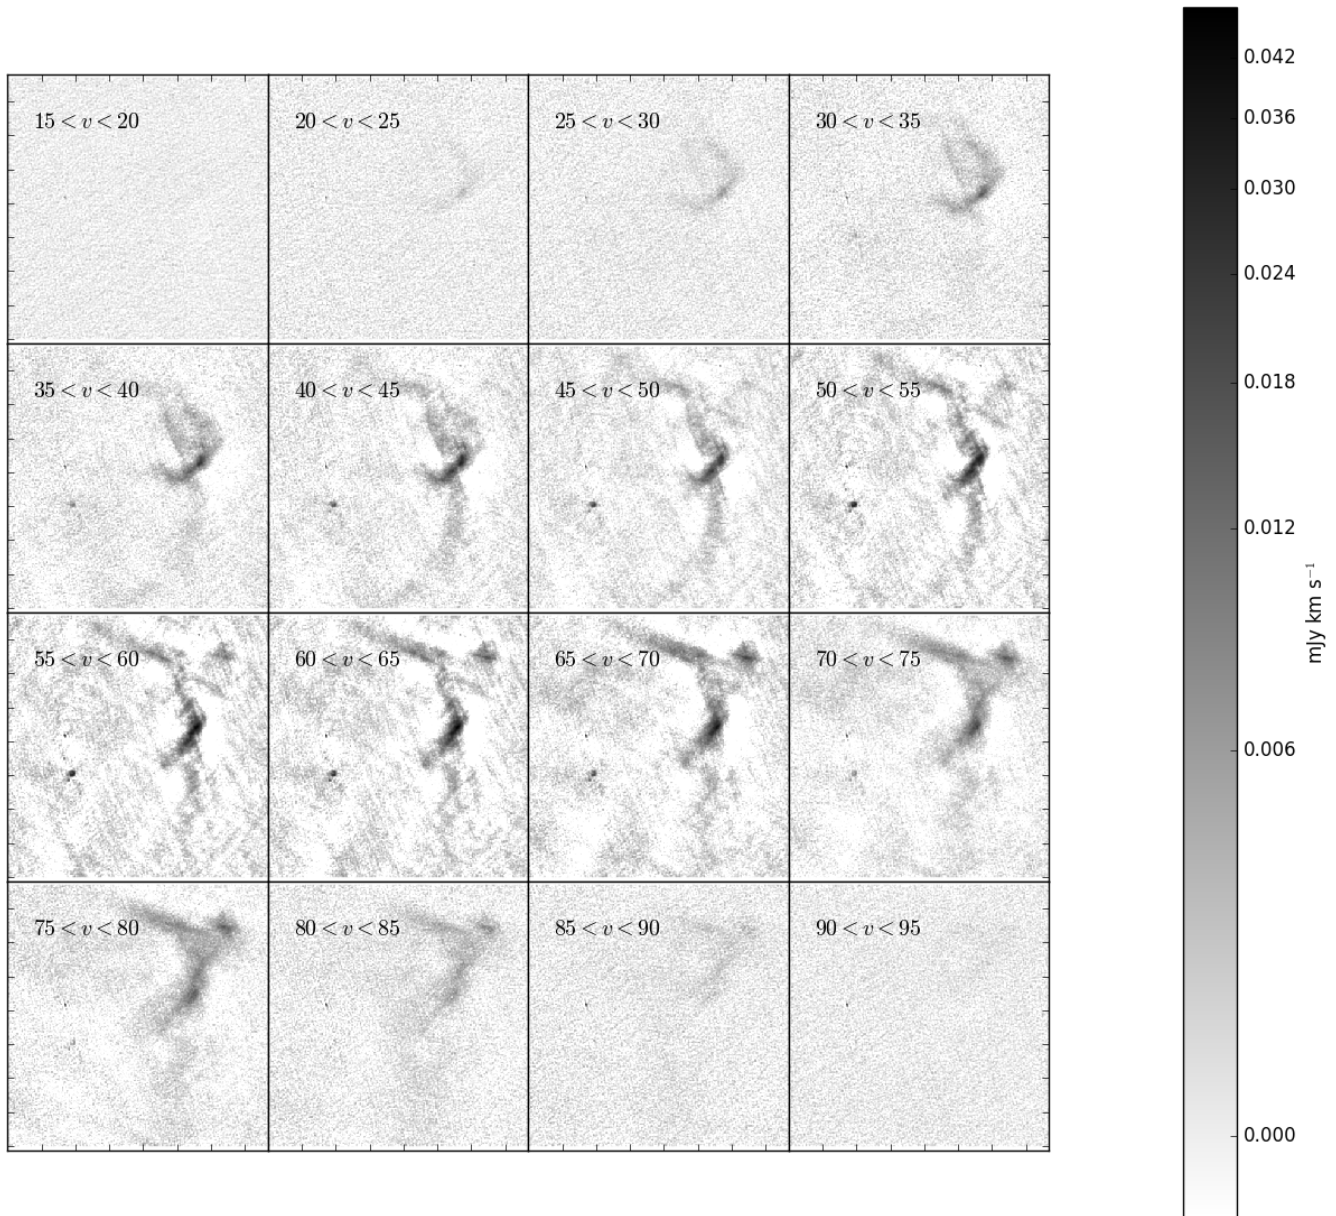 15 < v < 20
20 < v < 25
25 < v < 30
30 < v < 35
35 < v < 40
40 < v < 45
45 < v < 50
50 < v < 55
55 < v < 60
60 < v < 65
65 < v < 70
70 < v < 75
75 < v < 80
80 < v < 85
85 < v < 90
90 < v < 95
0.042
0.036
0.030
0.024
0.018
0.012
0.006
0.000
mJy km s⁻¹